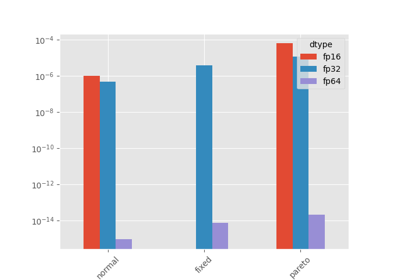 10⁻⁴
10⁻⁶
10⁻⁸
10⁻¹⁰
10⁻¹²
10⁻¹⁴
dtype
fp16
fp32
fp64
normal
fixed
pareto